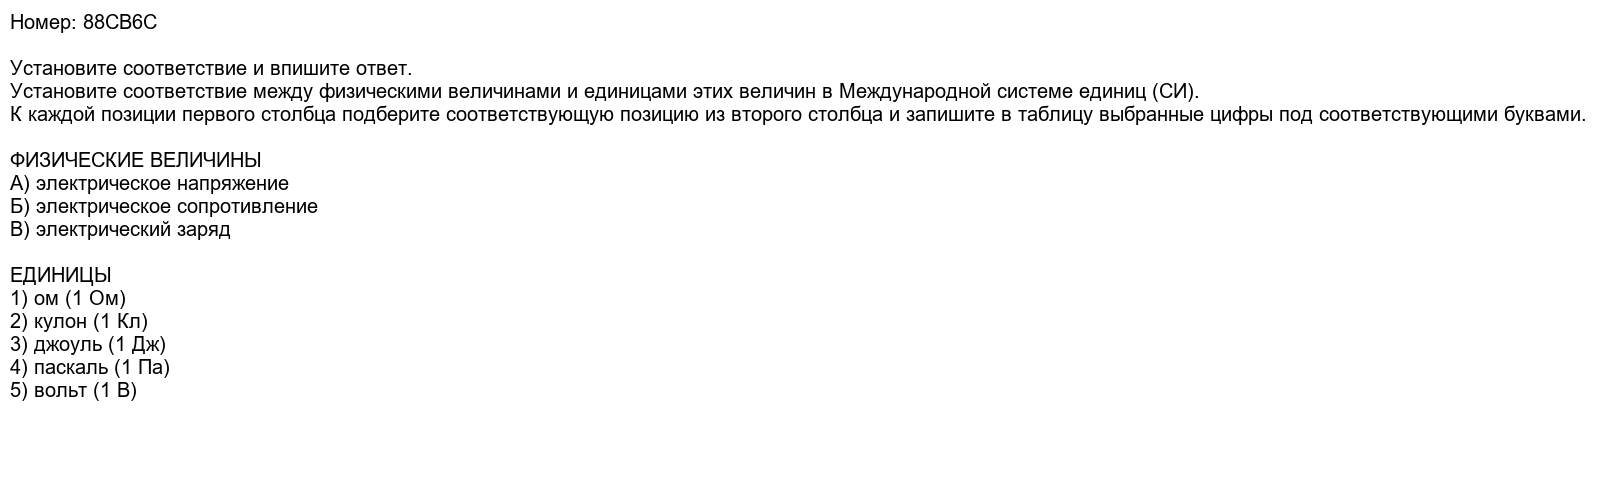 Номер: 88CB6C
Установите соответствие и впишите ответ.
Установите соответствие между физическими величинами и единицами этих величин в Международной системе единиц (СИ).
К каждой позиции первого столбца подберите соответствующую позицию из второго столбца и запишите в таблицу выбранные цифры под соответствующими буквами.
ФИЗИЧЕСКИЕ ВЕЛИЧИНЫ
А) электрическое напряжение
Б) электрическое сопротивление
В) электрический заряд
ЕДИНИЦЫ
1) ом (1 Ом)
2) кулон (1 Кл)
3) джоуль (1 Дж)
4) паскаль (1 Па)
5) вольт (1 В)